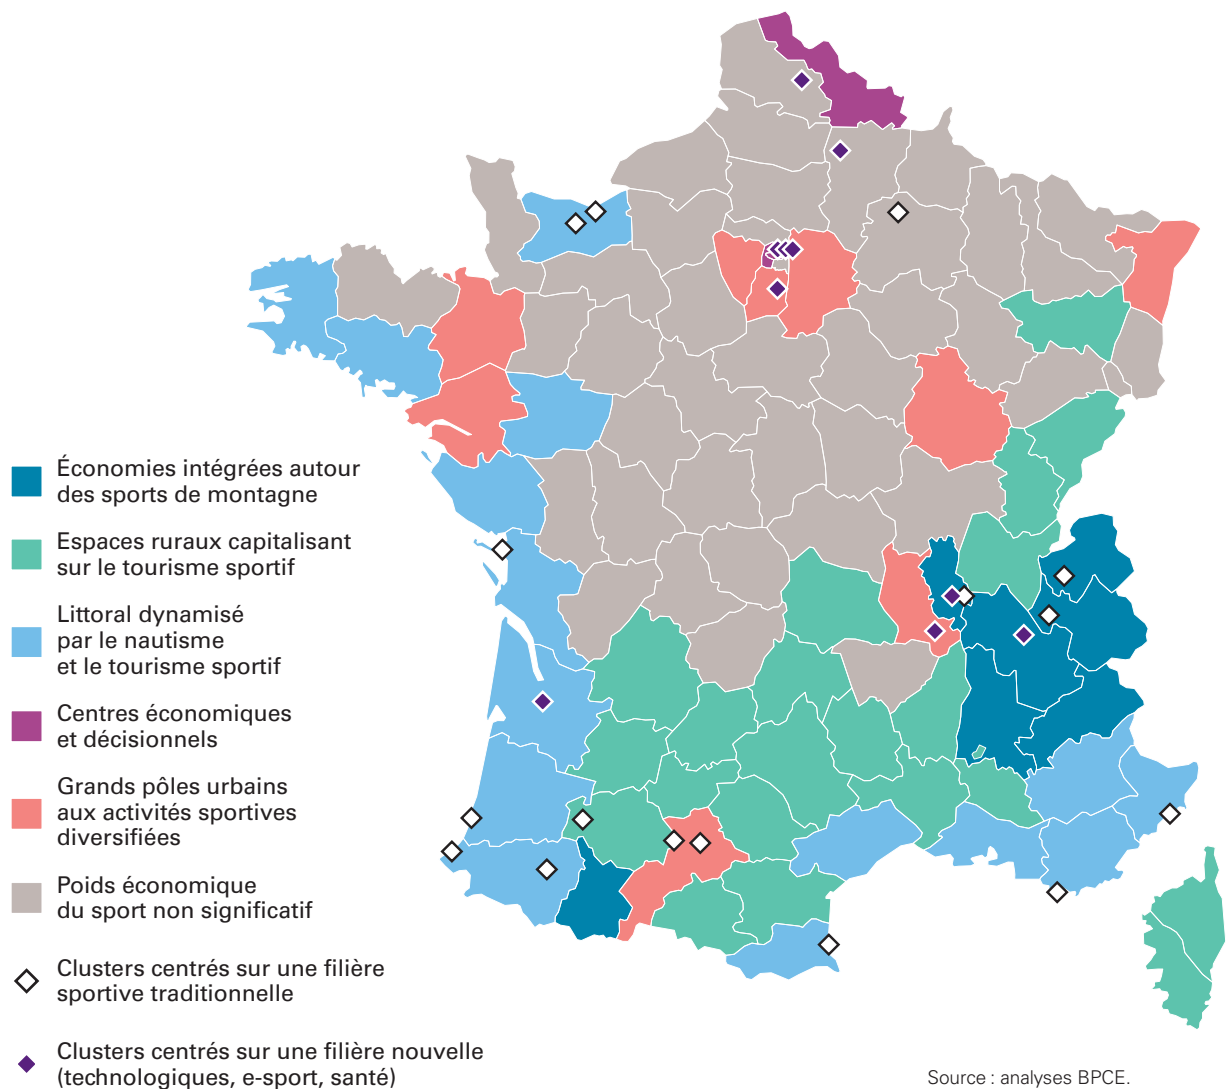 Économies intégrées autour
des sports de montagne
Espaces ruraux capitalisant
sur le tourisme sportif
Littoral dynamisé
par le nautisme
et le tourisme sportif
Centres économiques
et décisionnels
Grands pôles urbains
aux activités sportives
diversifiées
Poids économique
du sport non significatif
Clusters centrés sur une filière
sportive traditionnelle
Clusters centrés sur une filière nouvelle
(technologiques, e-sport, santé)
Source : analyses BPCE.